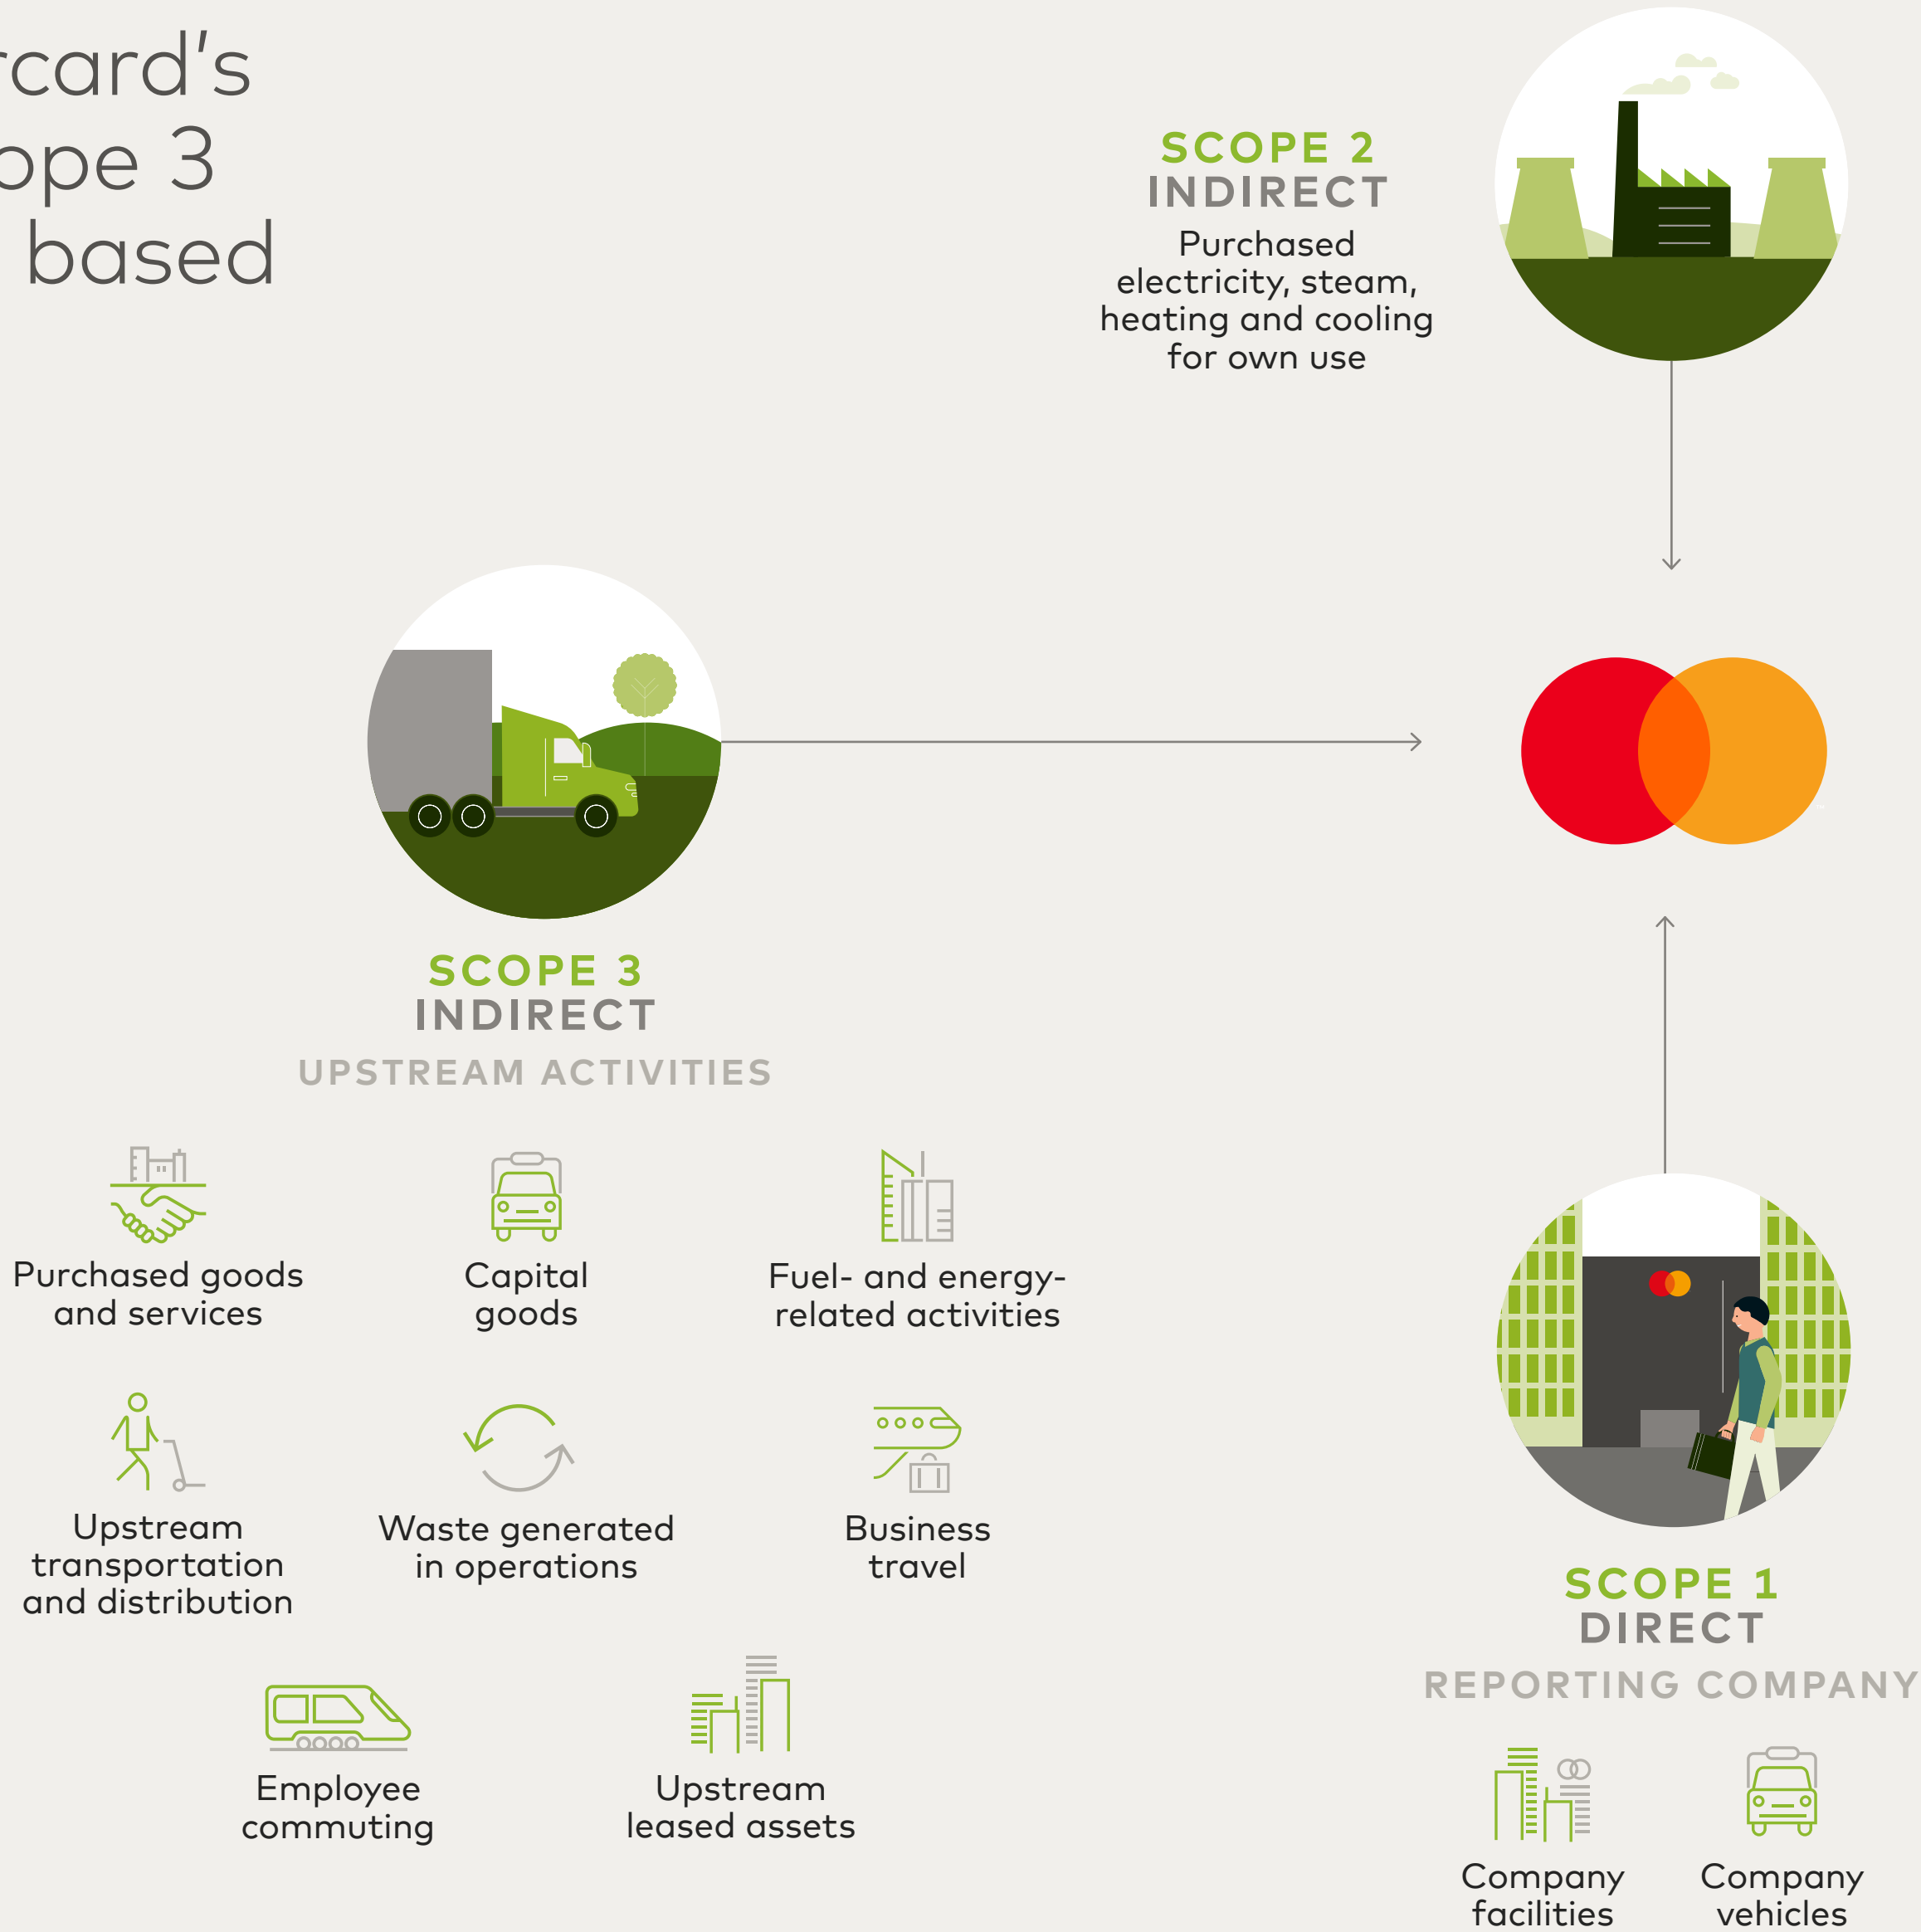 rcard's
ope 3
based
SCOPE 2
INDIRECT
Purchased
electricity, steam,
heating and cooling
for own use
SCOPE 3
INDIRECT
UPSTREAM ACTIVITIES
Purchased goods
and services
Capital
goods
Fuel- and energy-
related activities
Upstream
transportation
and distribution
Waste generated
in operations
Business
travel
Employee
commuting
Upstream
leased assets
SCOPE 1
DIRECT
REPORTING COMPANY
Company
facilities
Company
vehicles